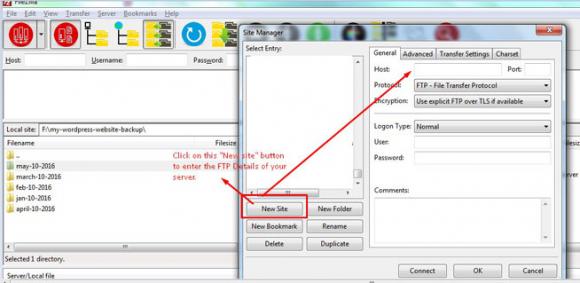 FileZilla
File Edit View Transfer Server Bookmarks Help
Host: Username: Password:
Local site: F:\my-wordpress-website-backup\
Filename Filesize
..
may-10-2016
march-10-2016
feb-10-2016
jan-10-2016
april-10-2016
Selected 1 directory.
Server/Local file
Click on this "New site" button
to enter the FTP Details of your
server.
Site Manager
Select Entry:
New Site New Folder
New Bookmark Rename
Delete Duplicate
General Advanced Transfer Settings Charset
Host: Port:
Protocol: FTP - File Transfer Protocol
Encryption: Use explicit FTP over TLS if available
Logon Type: Normal
User:
Password:
Comments:
Connect OK Cancel